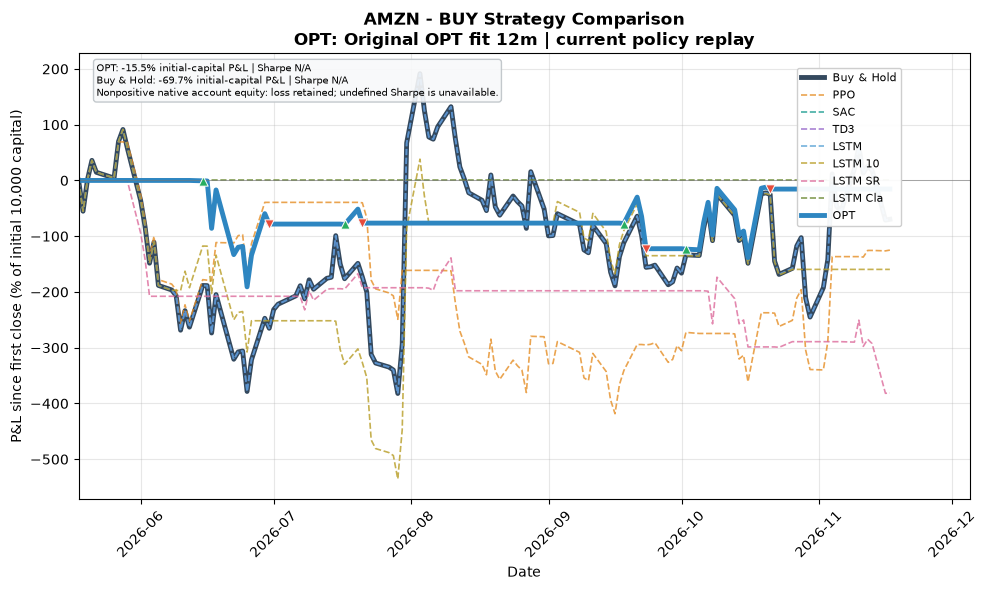 AMZN - BUY Strategy Comparison
OPT: Original OPT fit 12m | current policy replay
OPT: -15.5% initial-capital P&L | Sharpe N/A
Buy & Hold: -69.7% initial-capital P&L | Sharpe N/A
Nonpositive native account equity: loss retained; undefined Sharpe is unavailable.
Buy & Hold
PPO
SAC
TD3
LSTM
LSTM 10
LSTM SR
LSTM Cla
OPT
P&L since first close (% of initial 10,000 capital)
200
100
0
−100
−200
−300
−400
−500
2026-06
2026-07
2026-08
2026-09
2026-10
2026-11
2026-12
Date